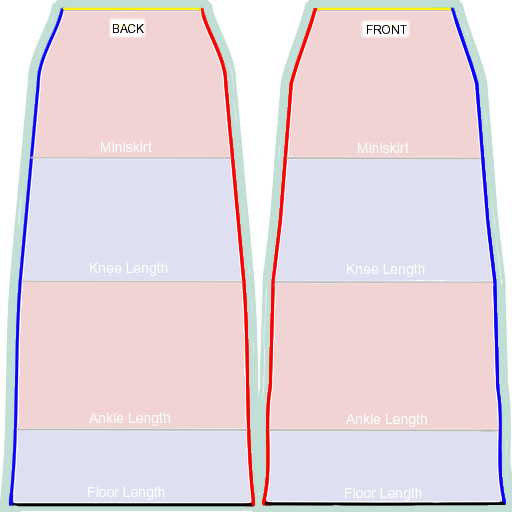 BACK
Miniskirt
Knee Length
Ankle Length
Floor Length
FRONT
Miniskirt
Knee Length
Ankle Length
Floor Length